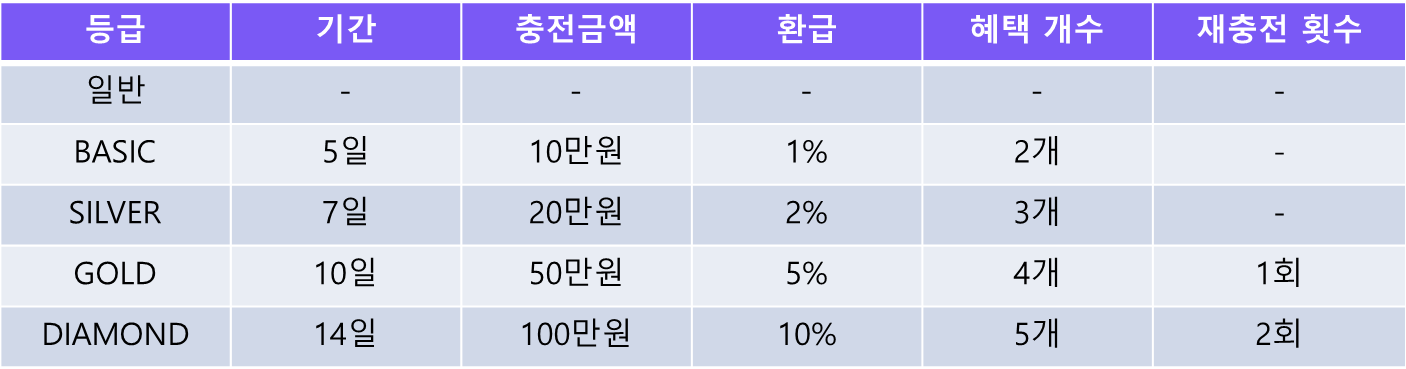 등급 기간 충전금액 환급 혜택 개수 재충전 횟수
일반 - - - - -
BASIC 5일 10만원 1% 2개 -
SILVER 7일 20만원 2% 3개 -
GOLD 10일 50만원 5% 4개 1회
DIAMOND 14일 100만원 10% 5개 2회